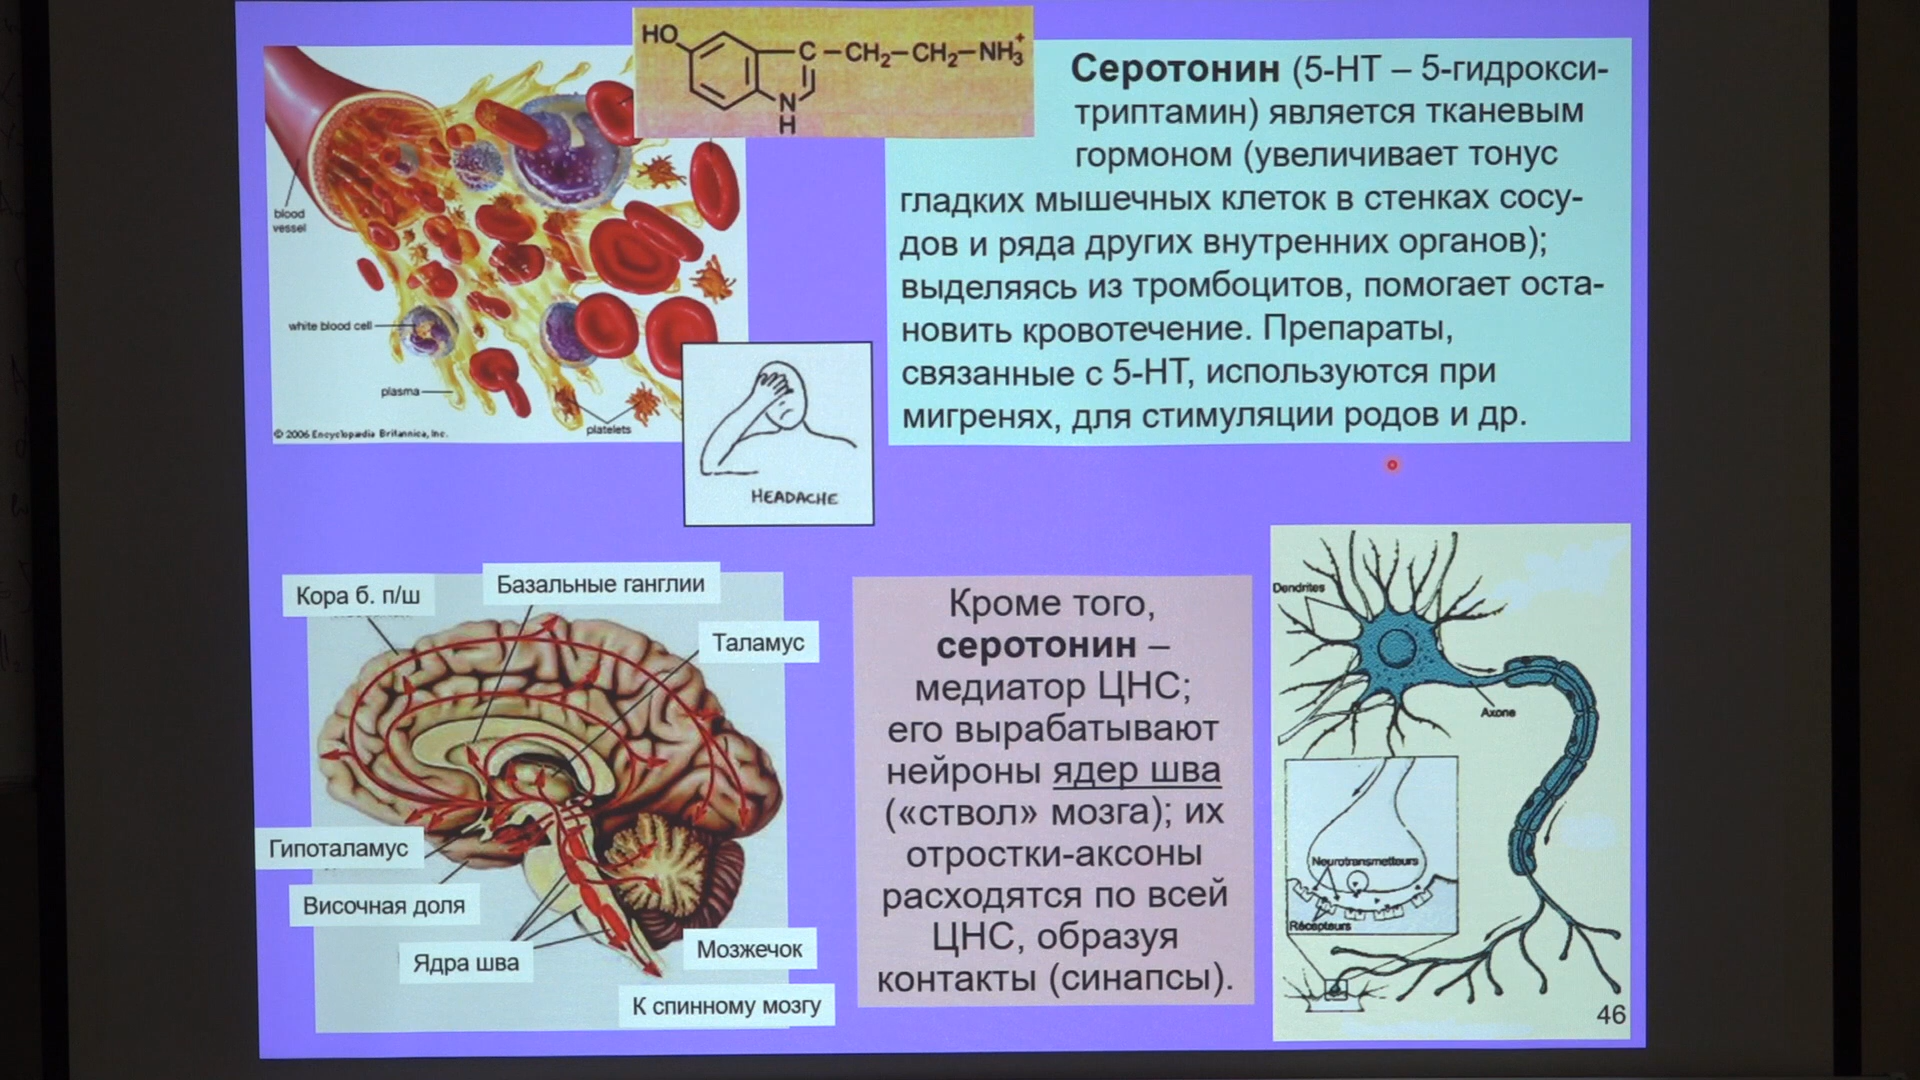 HO
C–CH₂–CH₂–NH₃⁺
N
H
Серотонин (5-НТ – 5-гидрокси-
триптамин) является тканевым
гормоном (увеличивает тонус
гладких мышечных клеток в стенках сосу-
дов и ряда других внутренних органов);
выделяясь из тромбоцитов, помогает оста-
новить кровотечение. Препараты,
связанные с 5-НТ, используются при
мигренях, для стимуляции родов и др.
blood
vessel
white blood cell
plasma
platelets
© 2006 Encyclopædia Britannica, Inc.
HEADACHE
Кора б. п/ш
Базальные ганглии
Таламус
Гипоталамус
Височная доля
Ядра шва
Мозжечок
К спинному мозгу
Кроме того,
серотонин –
медиатор ЦНС;
его вырабатывают
нейроны ядер шва
(«ствол» мозга); их
отростки-аксоны
расходятся по всей
ЦНС, образуя
контакты (синапсы).
Dendrites
Axone
Neurotransmetteurs
Récepteurs
46